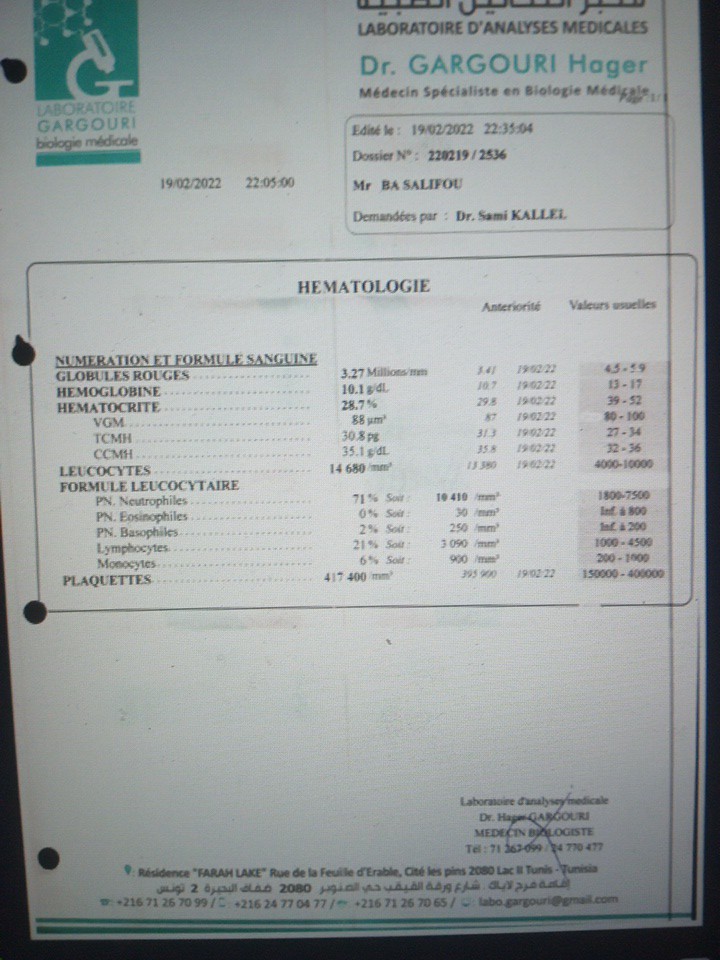 LABORATOIRE D'ANALYSES MEDICALES
Dr. GARGOURI Hager
Médecin Spécialiste en Biologie Médicale
Page 1/1
LABORATOIRE
GARGOURI
biologie médicale
Edité le : 19/02/2022 22:35:04
Dossier N° : 220219 / 2536
19/02/2022 22:05:00
Mr BA SALIFOU
Demandées par : Dr. Sami KALLEL
HEMATOLOGIE
Anteriorité Valeurs usuelles
NUMERATION ET FORMULE SANGUINE
GLOBULES ROUGES 3.27 Millions/mm 3.41 19/02/22 4.5 - 5.9
HEMOGLOBINE 10.1 g/dL 10.7 19/02/22 13 - 17
HEMATOCRITE 28.7 % 29.8 19/02/22 39 - 52
VGM 88 µm³ 87 19/02/22 80 - 100
TCMH 30.8 pg 31.3 19/02/22 27 - 34
CCMH 35.1 g/dL 35.8 19/02/22 32 - 36
LEUCOCYTES 14 680 /mm³ 13 380 19/02/22 4000-10000
FORMULE LEUCOCYTAIRE
PN. Neutrophiles 71 % Soit : 10 410 /mm³ 1800-7500
PN. Eosinophiles 0 % Soit : 30 /mm³ Inf. à 800
PN. Basophiles 2 % Soit : 250 /mm³ Inf. à 200
Lymphocytes 21 % Soit : 3 090 /mm³ 1000 - 4500
Monocytes 6 % Soit : 900 /mm³ 200 - 1000
PLAQUETTES 417 400 /mm³ 395 900 19/02/22 150000 - 400000
Laboratoire d'analyses medicale
Dr. Hager GARGOURI
MEDECIN BIOLOGISTE
Tél : 71 267 099 / 24 770 477
Résidence "FARAH LAKE" Rue de la Feuille d'Erable, Cité les pins 2080 Lac II Tunis - Tunisia
إقامة فرح لايك . شارع ورقة القيقب حي الصنوبر 2080 ضفاف البحيرة 2 تونس
+216 71 26 70 99 / +216 24 77 04 77 / +216 71 26 70 65 / labo.gargouri@gmail.com